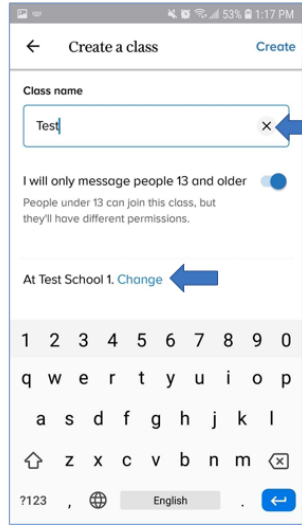 53% 1:17 PM
Create a class Create
Class name
Test
I will only message people 13 and older
People under 13 can join this class, but
they'll have different permissions.
At Test School 1. Change
1 2 3 4 5 6 7 8 9 0
q w e r t y u i o p
a s d f g h j k l
z x c v b n m
?123 , English .